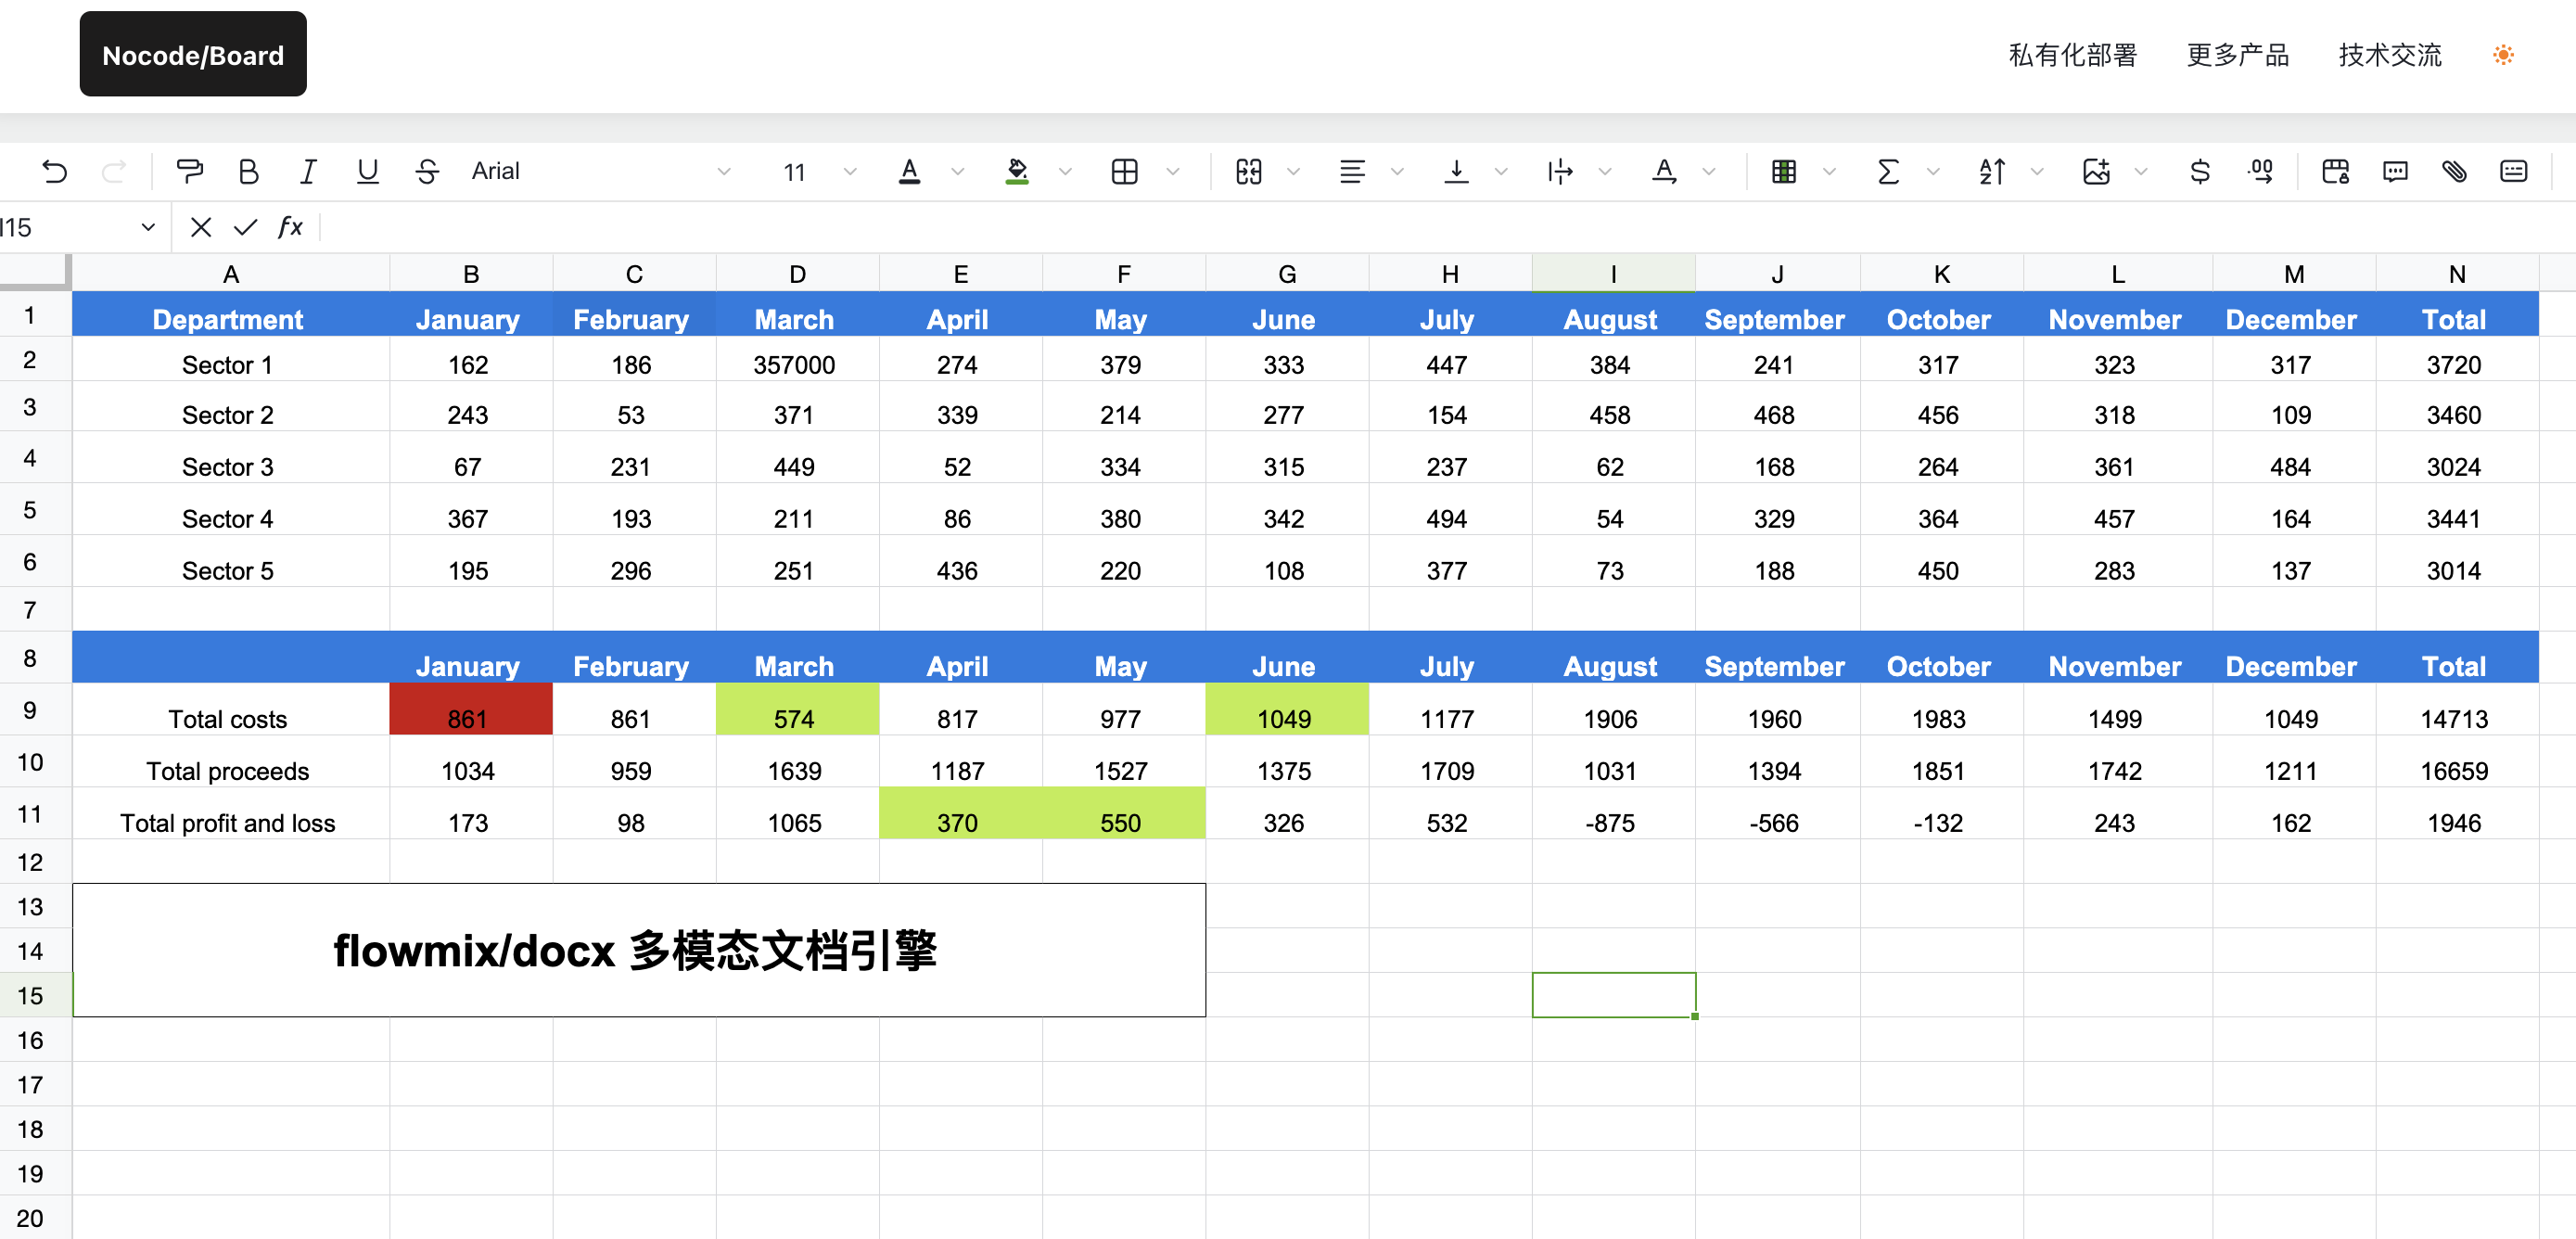 Nocode/Board 私有化部署 更多产品 技术交流
Arial 11
I15 fx
A B C D E F G H I J K L M N
1 Department January February March April May June July August September October November December Total
2 Sector 1 162 186 357000 274 379 333 447 384 241 317 323 317 3720
3 Sector 2 243 53 371 339 214 277 154 458 468 456 318 109 3460
4 Sector 3 67 231 449 52 334 315 237 62 168 264 361 484 3024
5 Sector 4 367 193 211 86 380 342 494 54 329 364 457 164 3441
6 Sector 5 195 296 251 436 220 108 377 73 188 450 283 137 3014
7
8 January February March April May June July August September October November December Total
9 Total costs 861 861 574 817 977 1049 1177 1906 1960 1983 1499 1049 14713
10 Total proceeds 1034 959 1639 1187 1527 1375 1709 1031 1394 1851 1742 1211 16659
11 Total profit and loss 173 98 1065 370 550 326 532 -875 -566 -132 243 162 1946
12
13
14 flowmix/docx 多模态文档引擎
15
16
17
18
19
20